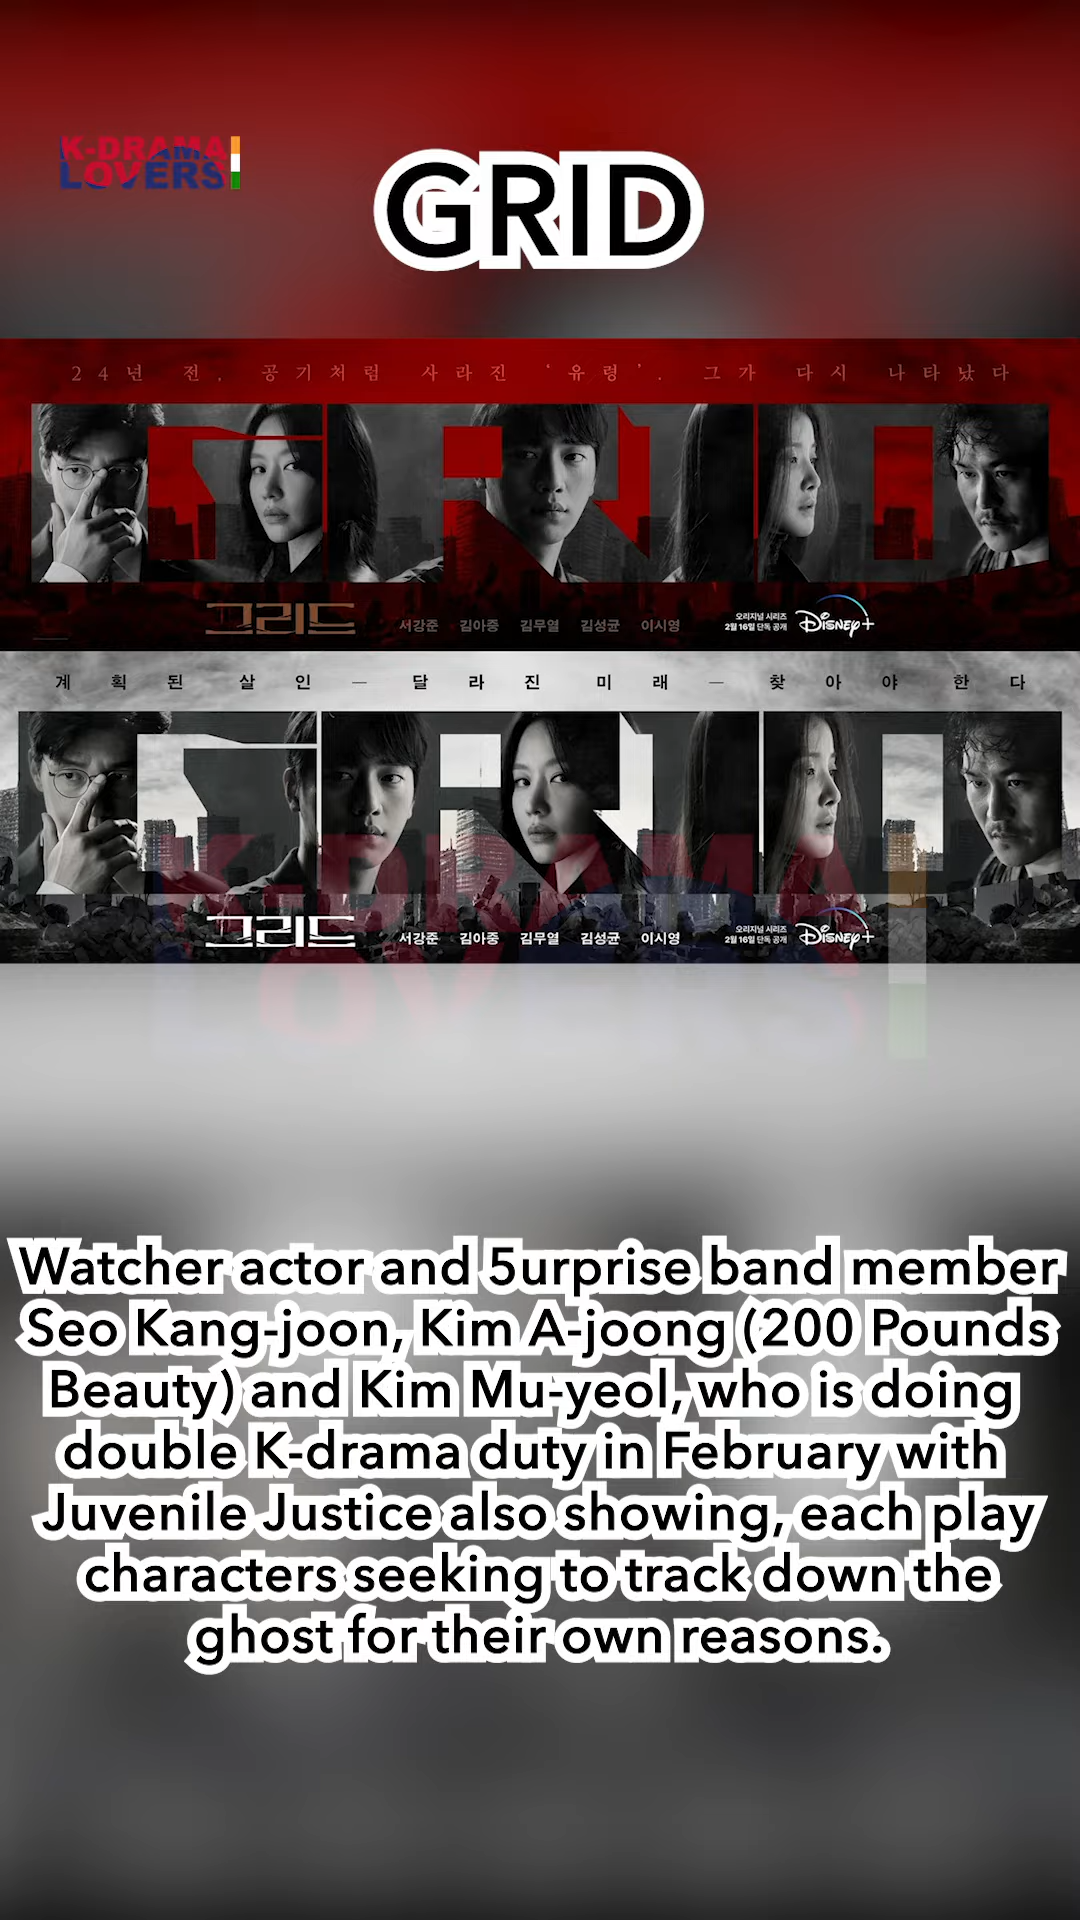 K-DRAMA
LOVERS
GRID
24년 전, 공기처럼 사라진 '유령'. 그가 다시 나타났다
GRID
그리드
서강준 김아중 김무열 김성균 이시영
오리지널 시리즈
2월 16일 단독 공개
Disney+
계획된 살인 — 달라진 미래 — 찾아야 한다
GRID
K-DRAMA
LOVERS
그리드
서강준 김아중 김무열 김성균 이시영
오리지널 시리즈
2월 16일 단독 공개
Disney+
Watcher actor and 5urprise band member
Seo Kang-joon, Kim A-joong (200 Pounds
Beauty) and Kim Mu-yeol, who is doing
double K-drama duty in February with
Juvenile Justice also showing, each play
characters seeking to track down the
ghost for their own reasons.